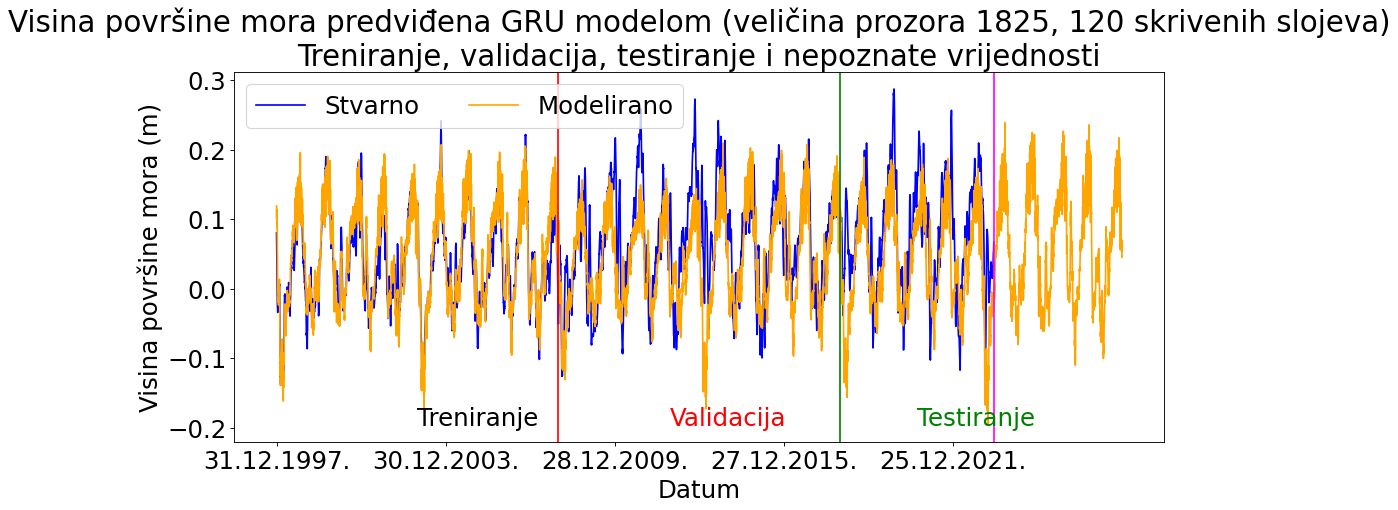 Visina površine mora predviđena GRU modelom (veličina prozora 1825, 120 skrivenih slojeva)
Treniranje, validacija, testiranje i nepoznate vrijednosti
Stvarno Modelirano
Visina površine mora (m)
0.3
0.2
0.1
0.0
−0.1
−0.2
Treniranje Validacija Testiranje
31.12.1997. 30.12.2003. 28.12.2009. 27.12.2015. 25.12.2021.
Datum